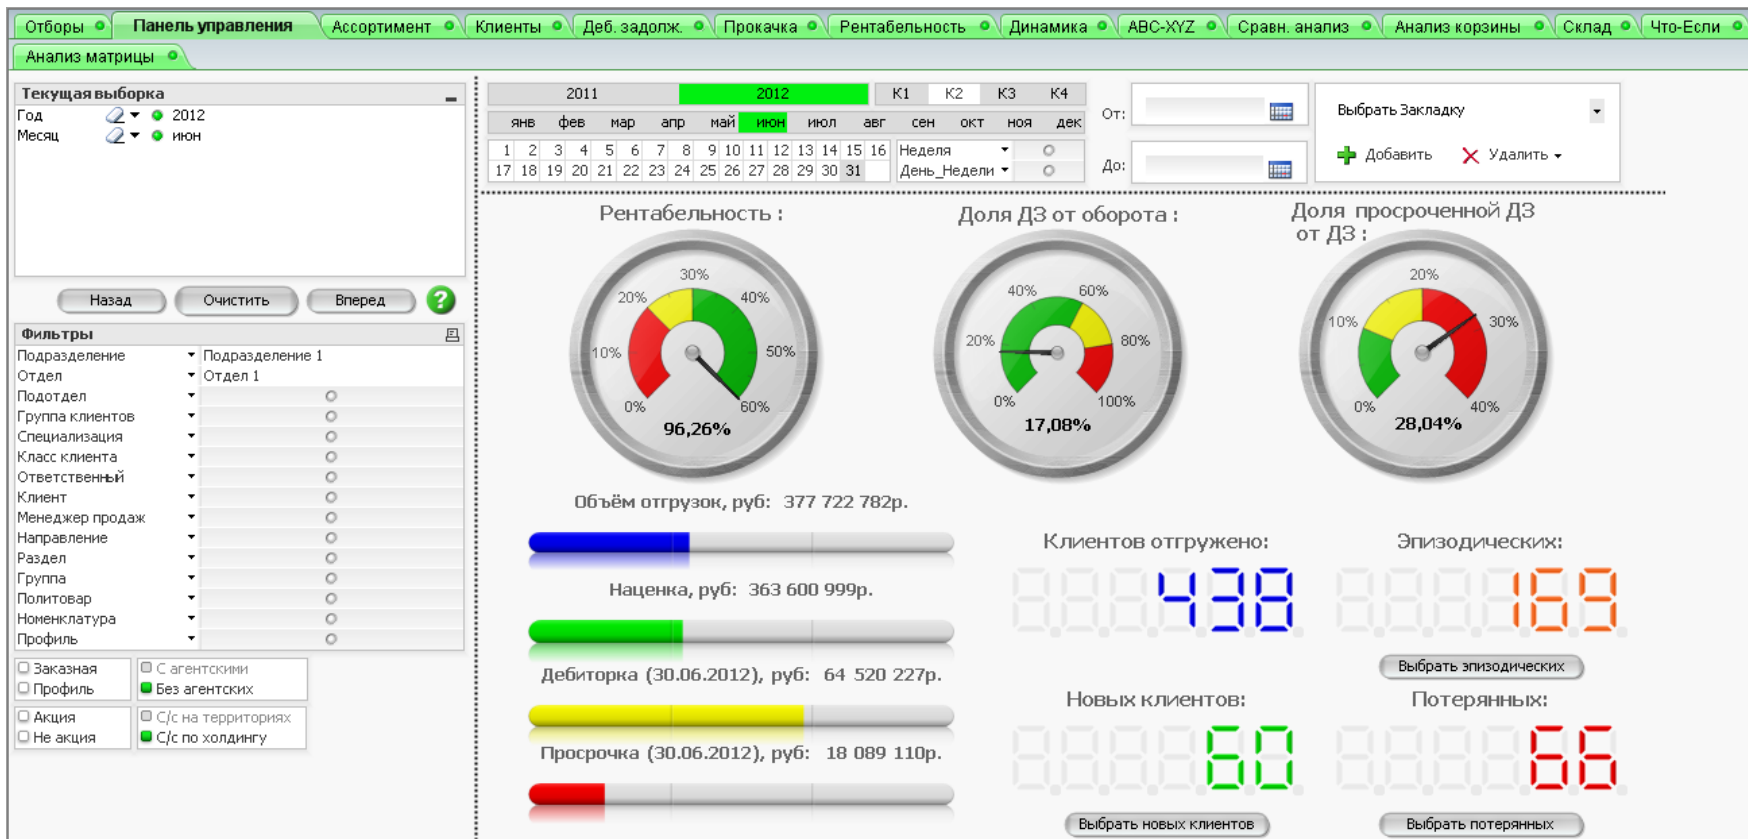 Отборы Панель управления Ассортимент Клиенты Деб. задолж. Прокачка Рентабельность Динамика ABC-XYZ Сравн. анализ Анализ корзины Склад Что-Если
Анализ матрицы
Текущая выборка
Год 2012
Месяц июн
Назад Очистить Вперед ?
Фильтры
Подразделение Подразделение 1
Отдел Отдел 1
Подотдел
Группа клиентов
Специализация
Класс клиента
Ответственный
Клиент
Менеджер продаж
Направление
Раздел
Группа
Политовар
Номенклатура
Профиль
Заказная С агентскими
Профиль Без агентских
Акция С/с на территориях
Не акция С/с по холдингу
2011 2012 К1 К2 К3 К4
янв фев мар апр май июн июл авг сен окт ноя дек
1 2 3 4 5 6 7 8 9 10 11 12 13 14 15 16 Неделя
17 18 19 20 21 22 23 24 25 26 27 28 29 30 31 День_Недели
От:
До:
Выбрать Закладку
Добавить Удалить
Рентабельность :
0% 10% 20% 30% 40% 50% 60%
96,26%
Доля ДЗ от оборота :
0% 20% 40% 60% 80% 100%
17,08%
Доля просроченной ДЗ
от ДЗ :
0% 10% 20% 30% 40%
28,04%
Объём отгрузок, руб: 377 722 782р.
Наценка, руб: 363 600 999р.
Дебиторка (30.06.2012), руб: 64 520 227р.
Просрочка (30.06.2012), руб: 18 089 110р.
Клиентов отгружено:
438
Эпизодических:
169
Выбрать эпизодических
Новых клиентов:
60
Выбрать новых клиентов
Потерянных:
66
Выбрать потерянных